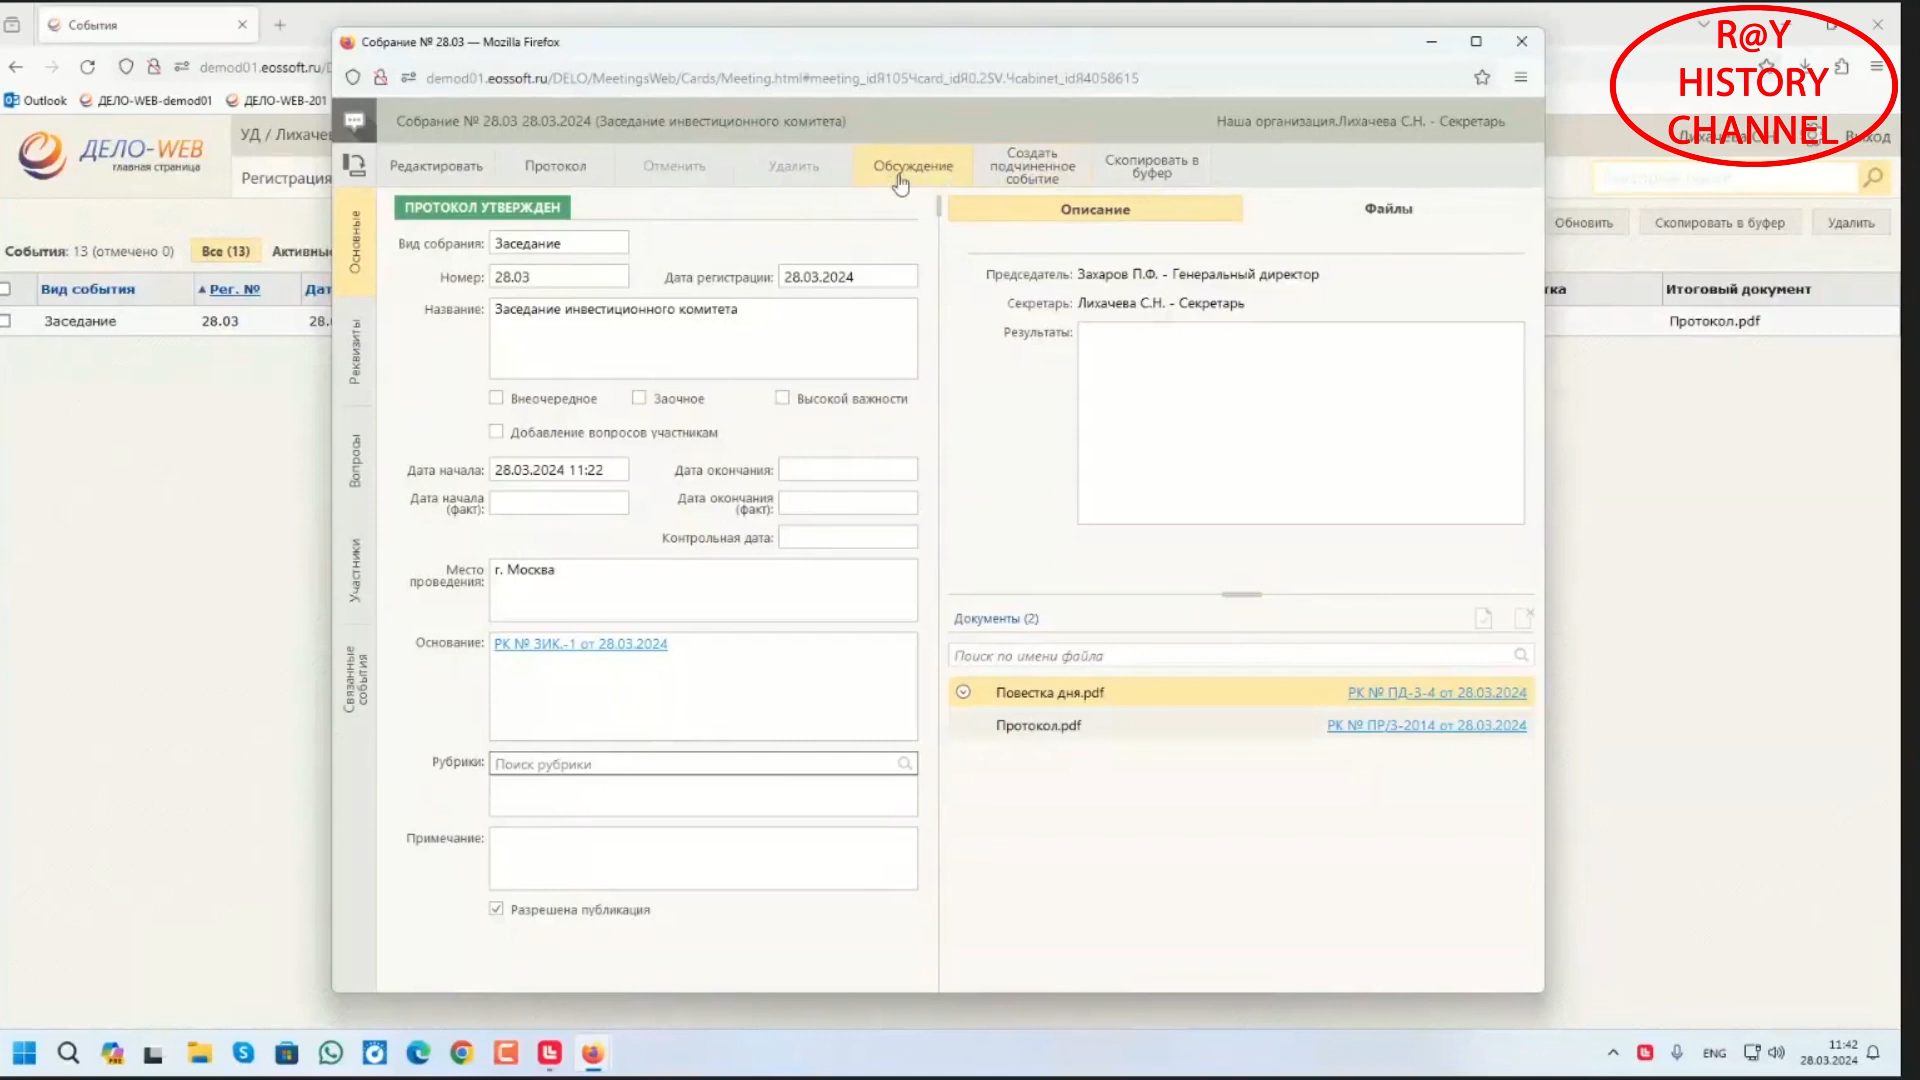 События
Собрание № 28.03 — Mozilla Firefox
demod01.eossoft.ru/D
demod01.eossoft.ru/DELO/MeetingsWeb/Cards/Meeting.html#meeting_idЯ105Чcard_idЯ0.2SV.Чcabinet_idЯ4058615
Outlook
ДЕЛО-WEB-demod01
ДЕЛО-WEB-201
R@Y
HISTORY
CHANNEL
ДЕЛО-WEB
главная страница
УД / Лихачев
Регистрация
Собрание № 28.03 28.03.2024 (Заседание инвестиционного комитета)
Наша организация.Лихачева С.Н. - Секретарь
Выход
Редактировать
Протокол
Отменить
Удалить
Обсуждение
Создать
подчиненное
событие
Скопировать в
буфер
Обновить
Скопировать в буфер
Удалить
События: 13 (отмечено 0)
Все (13)
Активные
Вид события
Рег. №
Дат
тка
Итоговый документ
Заседание
28.03
28.
Протокол.pdf
Основные
Реквизиты
Вопросы
Участники
Связанные
события
ПРОТОКОЛ УТВЕРЖДЕН
Вид собрания: Заседание
Номер: 28.03
Дата регистрации: 28.03.2024
Название: Заседание инвестиционного комитета
Внеочередное
Заочное
Высокой важности
Добавление вопросов участникам
Дата начала: 28.03.2024 11:22
Дата окончания:
Дата начала
(факт):
Дата окончания
(факт):
Контрольная дата:
Место
проведения:
г. Москва
Основание: РК № ЗИК.-1 от 28.03.2024
Рубрики: Поиск рубрики
Примечание:
Разрешена публикация
Описание
Файлы
Председатель: Захаров П.Ф. - Генеральный директор
Секретарь: Лихачева С.Н. - Секретарь
Результаты:
Документы (2)
Поиск по имени файла
Повестка дня.pdf
РК № ПД-3-4 от 28.03.2024
Протокол.pdf
РК № ПР/3-2014 от 28.03.2024
ENG
11:42
28.03.2024